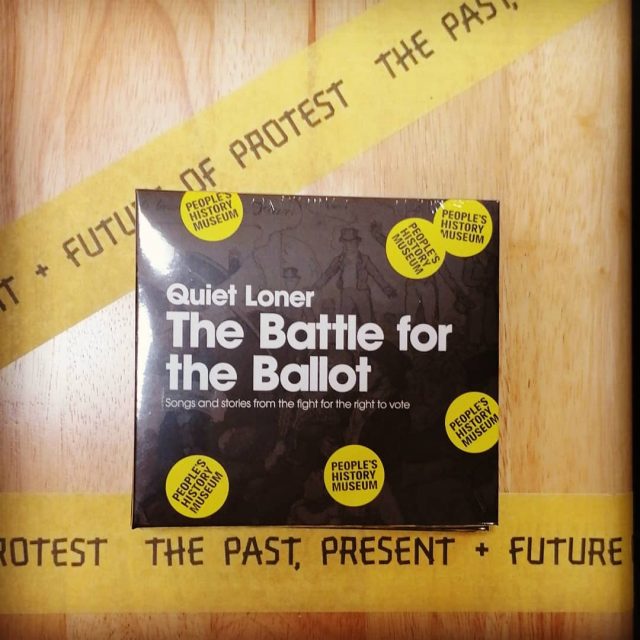 THE PAST,
NT + FUTURE OF PROTEST
PEOPLE'S
HISTORY
MUSEUM
PEOPLE'S
HISTORY
MUSEUM
PEOPLE'S
HISTORY
MUSEUM
Quiet Loner
The Battle for
the Ballot
Songs and stories from the fight for the right to vote
PEOPLE'S
HISTORY
MUSEUM
PEOPLE'S
HISTORY
MUSEUM
PEOPLE'S
HISTORY
MUSEUM
ROTEST THE PAST, PRESENT + FUTURE